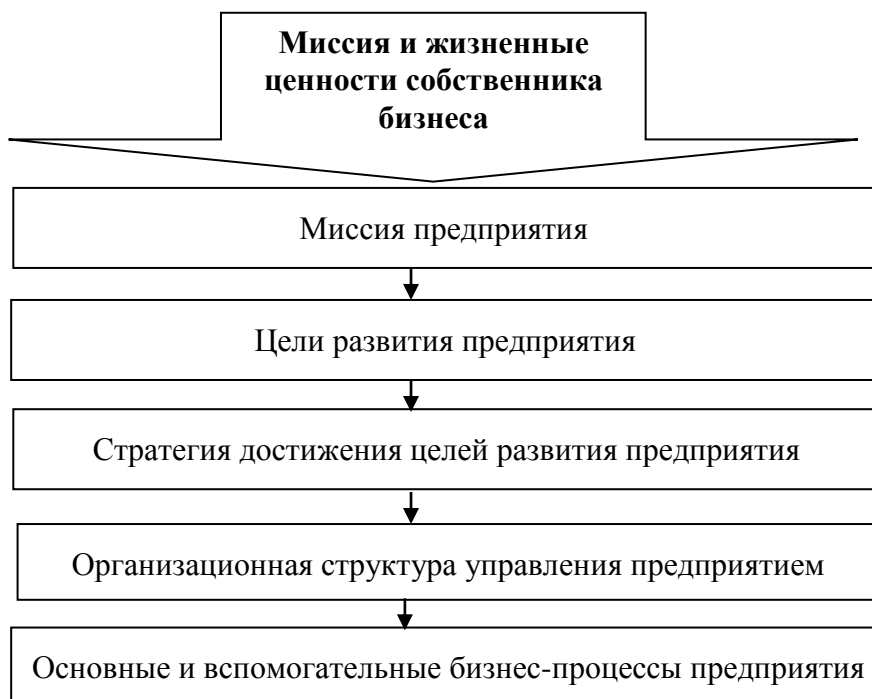 Миссия и жизненные
ценности собственника
бизнеса
Миссия предприятия
Цели развития предприятия
Стратегия достижения целей развития предприятия
Организационная структура управления предприятием
Основные и вспомогательные бизнес-процессы предприятия